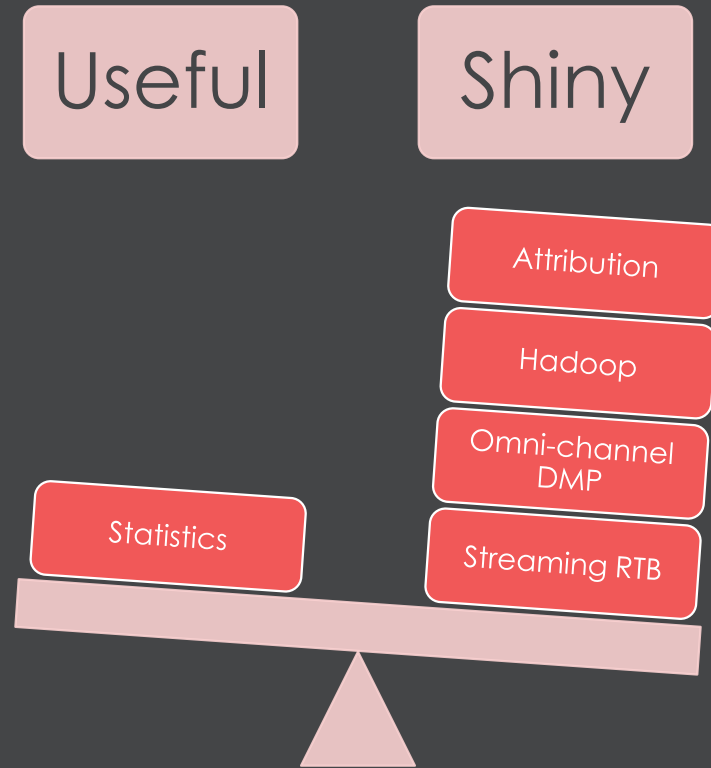 Useful
Shiny
Attribution
Hadoop
Omni-channel
DMP
Streaming RTB
Statistics